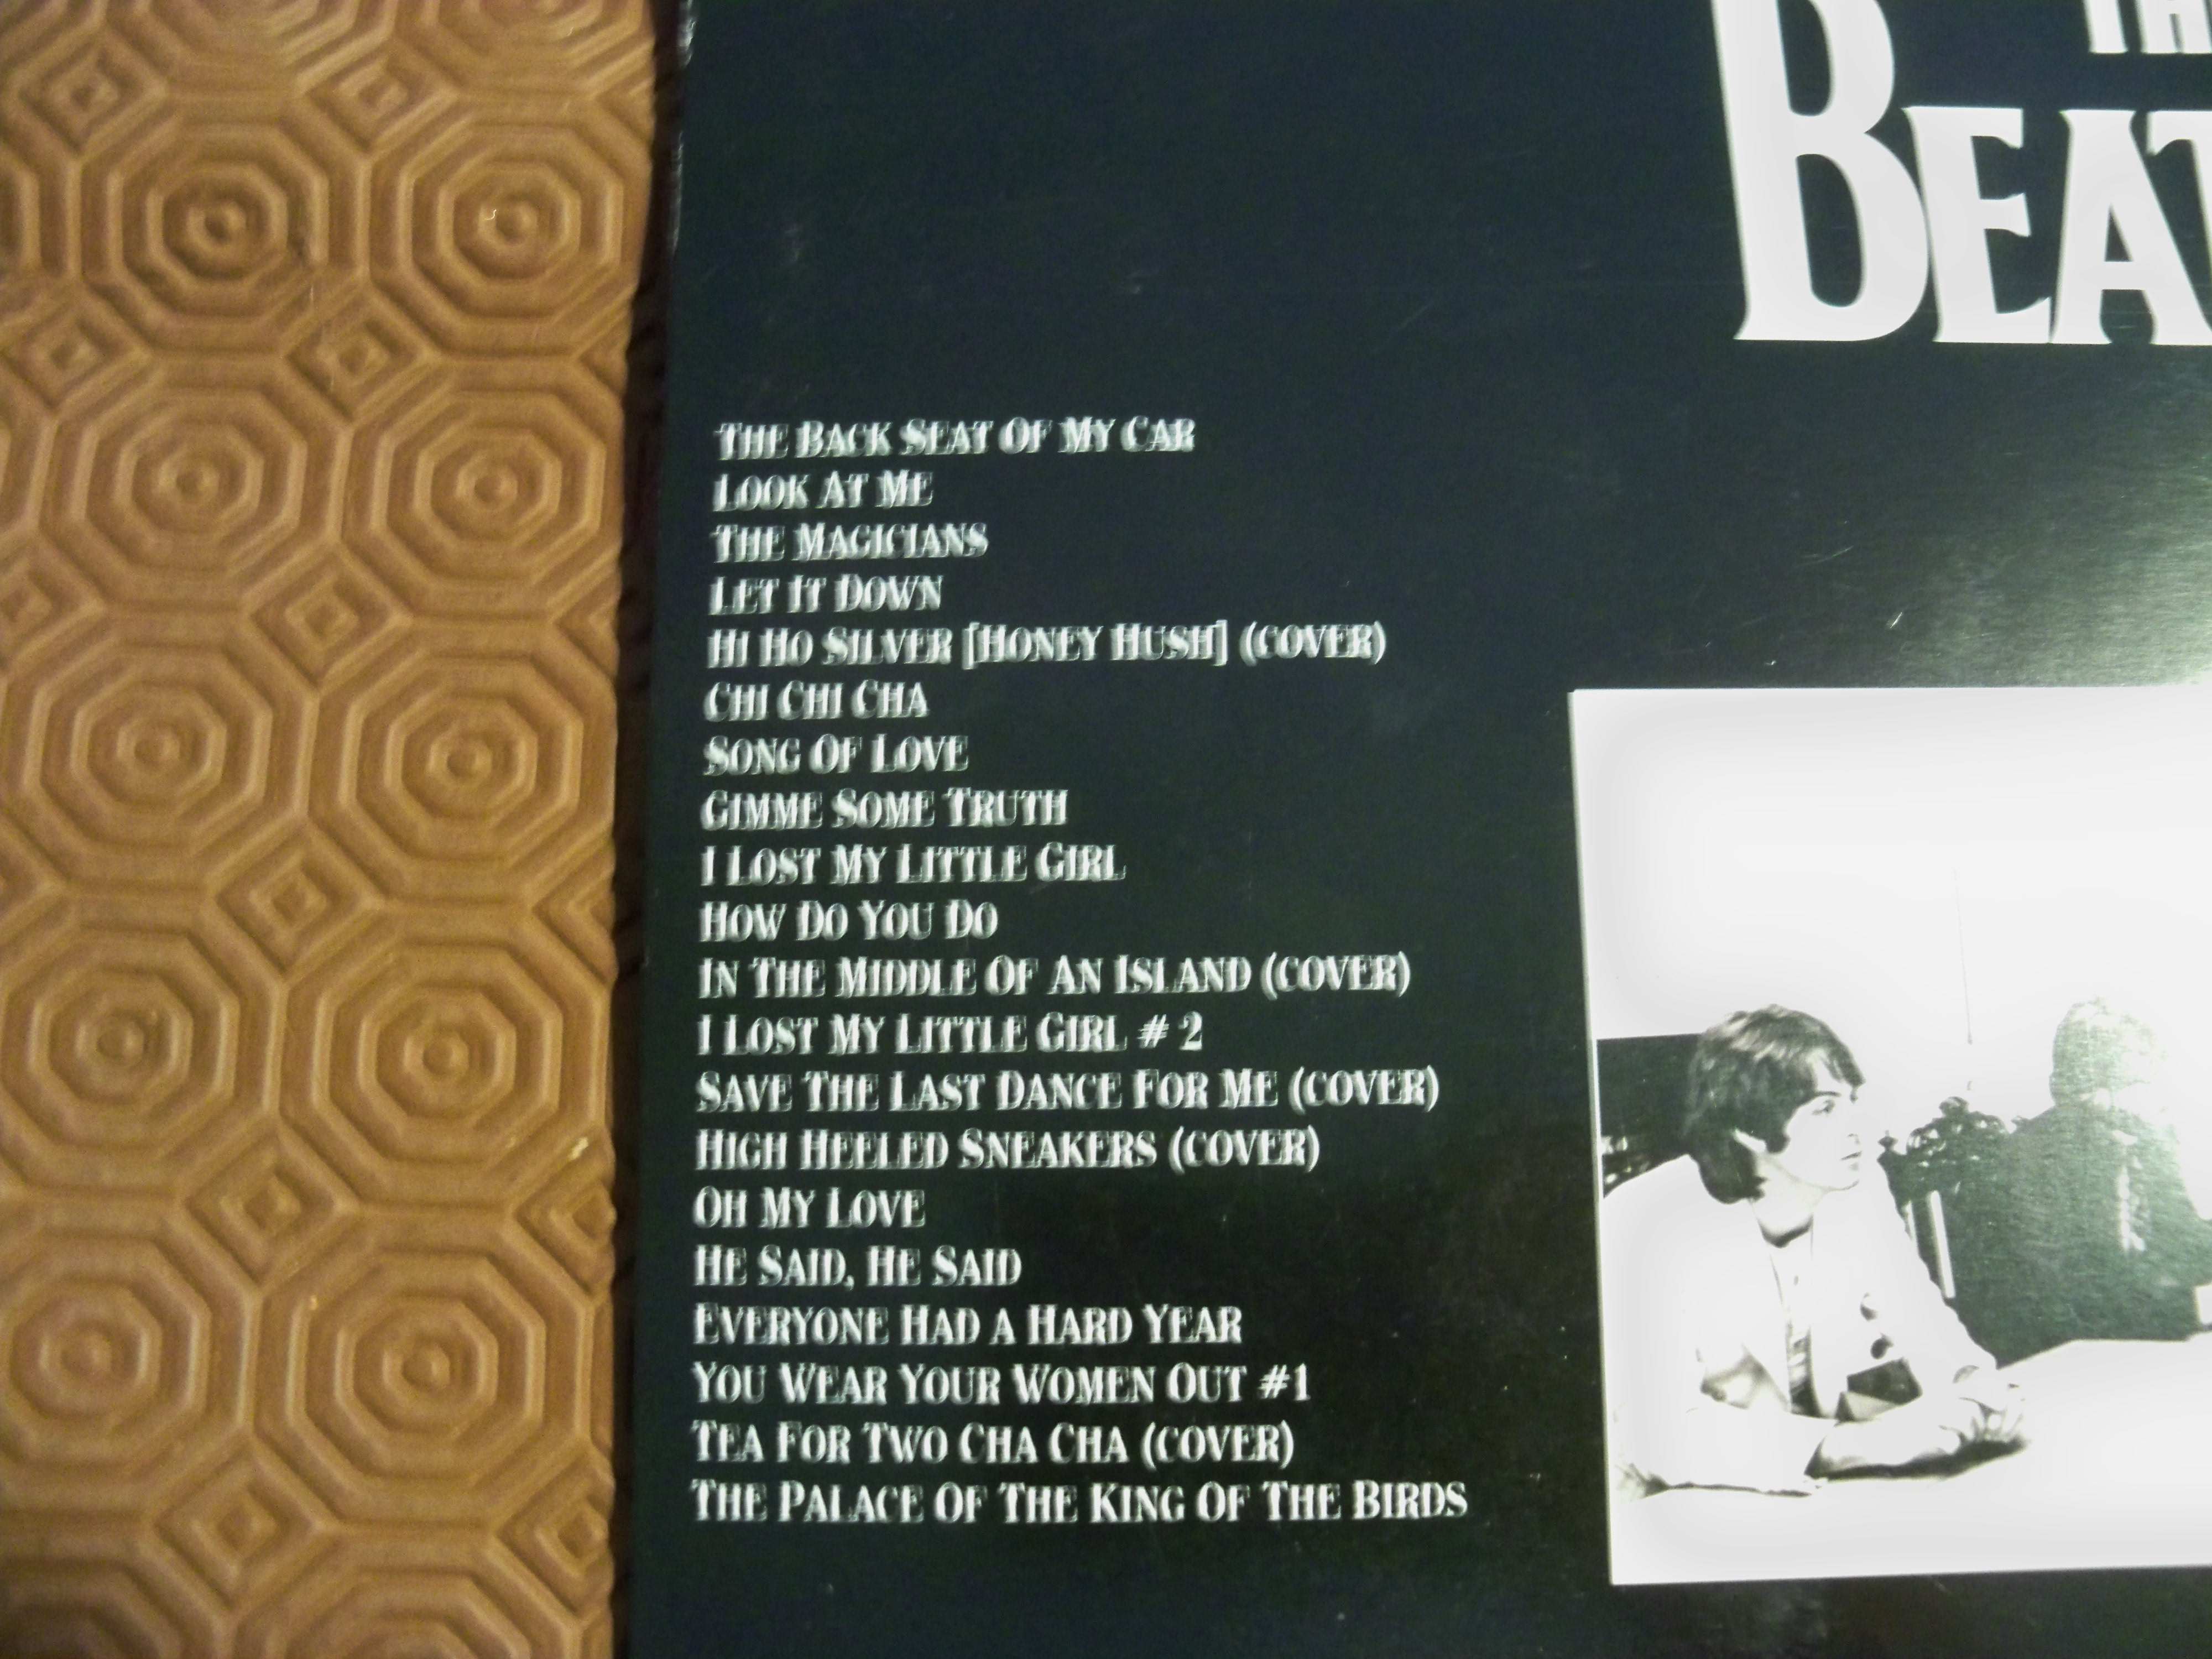 TH
BEAT
THE BACK SEAT OF MY CAR
LOOK AT ME
THE MAGICIANS
LET IT DOWN
HI HO SILVER [HONEY HUSH] (COVER)
CHI CHI CHA
SONG OF LOVE
GIMME SOME TRUTH
I LOST MY LITTLE GIRL
HOW DO YOU DO
IN THE MIDDLE OF AN ISLAND (COVER)
I LOST MY LITTLE GIRL # 2
SAVE THE LAST DANCE FOR ME (COVER)
HIGH HEELED SNEAKERS (COVER)
OH MY LOVE
HE SAID, HE SAID
EVERYONE HAD A HARD YEAR
YOU WEAR YOUR WOMEN OUT #1
TEA FOR TWO CHA CHA (COVER)
THE PALACE OF THE KING OF THE BIRDS